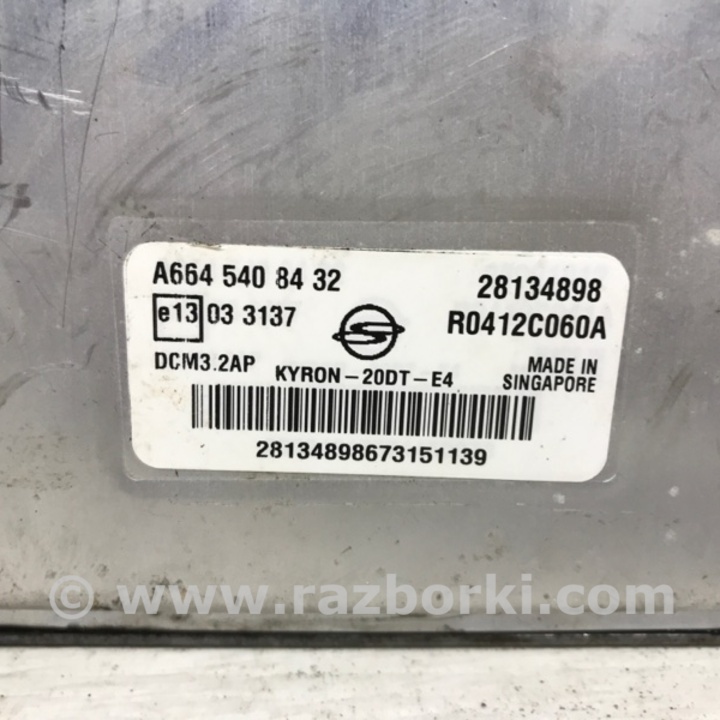 A664 540 84 32 28134898
e13 03 3137 R0412C060A
DCM3.2AP KYRON-20DT-E4 MADE IN
SINGAPORE
28134898673151139
© www.razborki.com